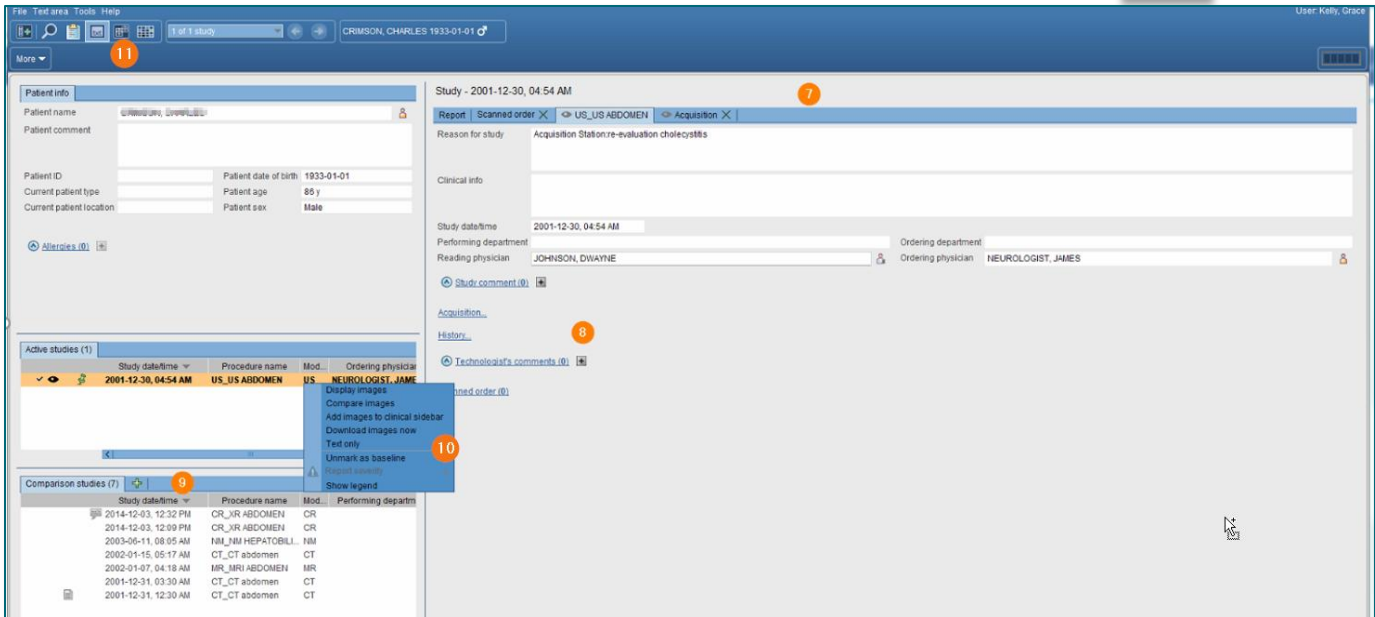 File Text area Tools Help
User: Kelly, Grace
1 of 1 study
CRIMSON, CHARLES 1933-01-01
More
11
Patient info
Patient name
Patient comment
Patient ID
Patient date of birth 1933-01-01
Current patient type
Patient age 86 y
Current patient location
Patient sex Male
Allergies (0)
Active studies (1)
Study date/time Procedure name Mod... Ordering physician
2001-12-30, 04:54 AM US_US ABDOMEN US NEUROLOGIST, JAME
Display images
Compare images
Add images to clinical sidebar
Download images now
Text only
10
Unmark as baseline
Report severity
Show legend
Comparison studies (7)
9
Study date/time Procedure name Mod... Performing departm
2014-12-03, 12:32 PM CR_XR ABDOMEN CR
2014-12-03, 12:09 PM CR_XR ABDOMEN CR
2003-06-11, 08:05 AM NM_NM HEPATOBILI... NM
2002-01-15, 05:17 AM CT_CT abdomen CT
2002-01-07, 04:18 AM MR_MRI ABDOMEN MR
2001-12-31, 03:30 AM CT_CT abdomen CT
2001-12-31, 12:30 AM CT_CT abdomen CT
Study - 2001-12-30, 04:54 AM
7
Report Scanned order US_US ABDOMEN Acquisition
Reason for study Acquisition Station:re-evaluation cholecystitis
Clinical info
Study date/time 2001-12-30, 04:54 AM
Performing department
Ordering department
Reading physician JOHNSON, DWAYNE
Ordering physician NEUROLOGIST, JAMES
Study comment (0)
Acquisition...
History...
8
Technologist's comments (0)
nned order (0)